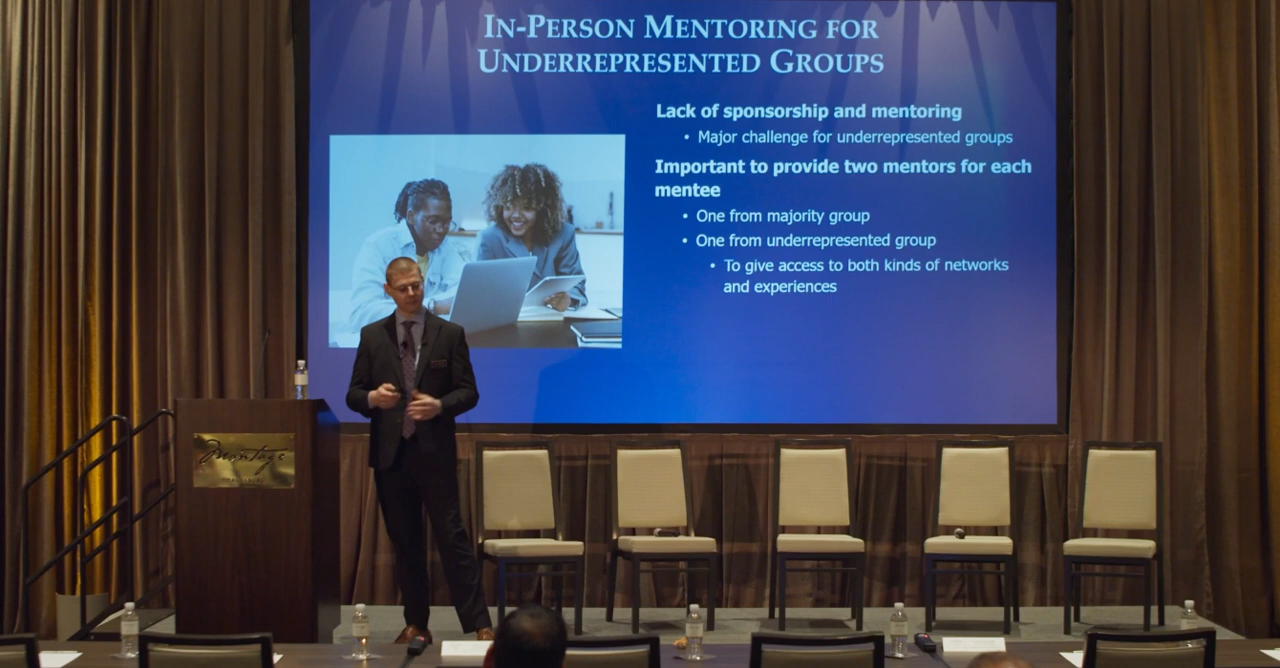 IN-PERSON MENTORING FOR
UNDERREPRESENTED GROUPS
Lack of sponsorship and mentoring
• Major challenge for underrepresented groups
Important to provide two mentors for each
mentee
• One from majority group
• One from underrepresented group
• To give access to both kinds of networks
and experiences
Montage